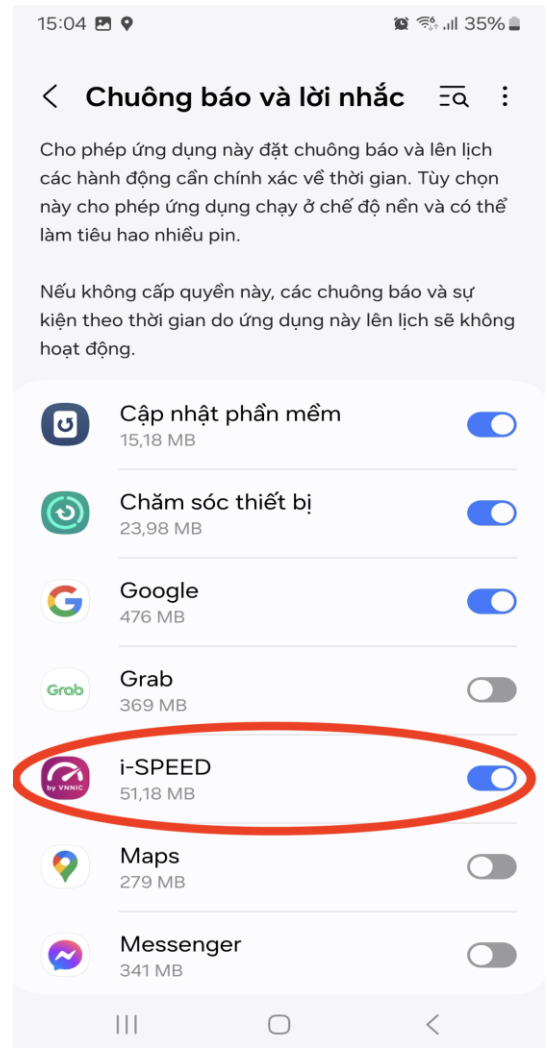 15:04
35%
Chuông báo và lời nhắc
Cho phép ứng dụng này đặt chuông báo và lên lịch
các hành động cần chính xác về thời gian. Tùy chọn
này cho phép ứng dụng chạy ở chế độ nền và có thể
làm tiêu hao nhiều pin.
Nếu không cấp quyền này, các chuông báo và sự
kiện theo thời gian do ứng dụng này lên lịch sẽ không
hoạt động.
Cập nhật phần mềm
15,18 MB
Chăm sóc thiết bị
23,98 MB
Google
476 MB
Grab
Grab
369 MB
i-SPEED
by VNNIC
51,18 MB
Maps
279 MB
Messenger
341 MB